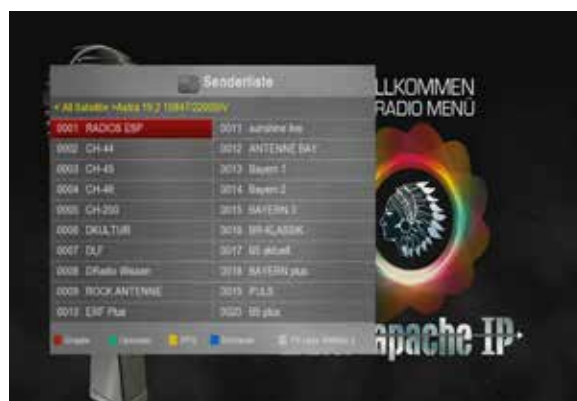 Senderliste
LLKOMMEN
RADIO MENÜ
< All Satellite >Astra 19.2
0001 RADIOS ESP
0002 CH-44
0003 CH-45
0004 CH-46
0005 CH-200
0006 DKULTUR
0007 DLF
0008 DRadio Wissen
0009 ROCK ANTENNE
0010 ERF Plus
0011 sunshine live
0012 ANTENNE BAY
0013 Bayern 1
0014 Bayern 2
0015 BAYERN 3
0016 BR-KLASSIK
0017 B5 aktuell
0018 BAYERN plus
0019 PULS
0020 B5 plus
apache IP